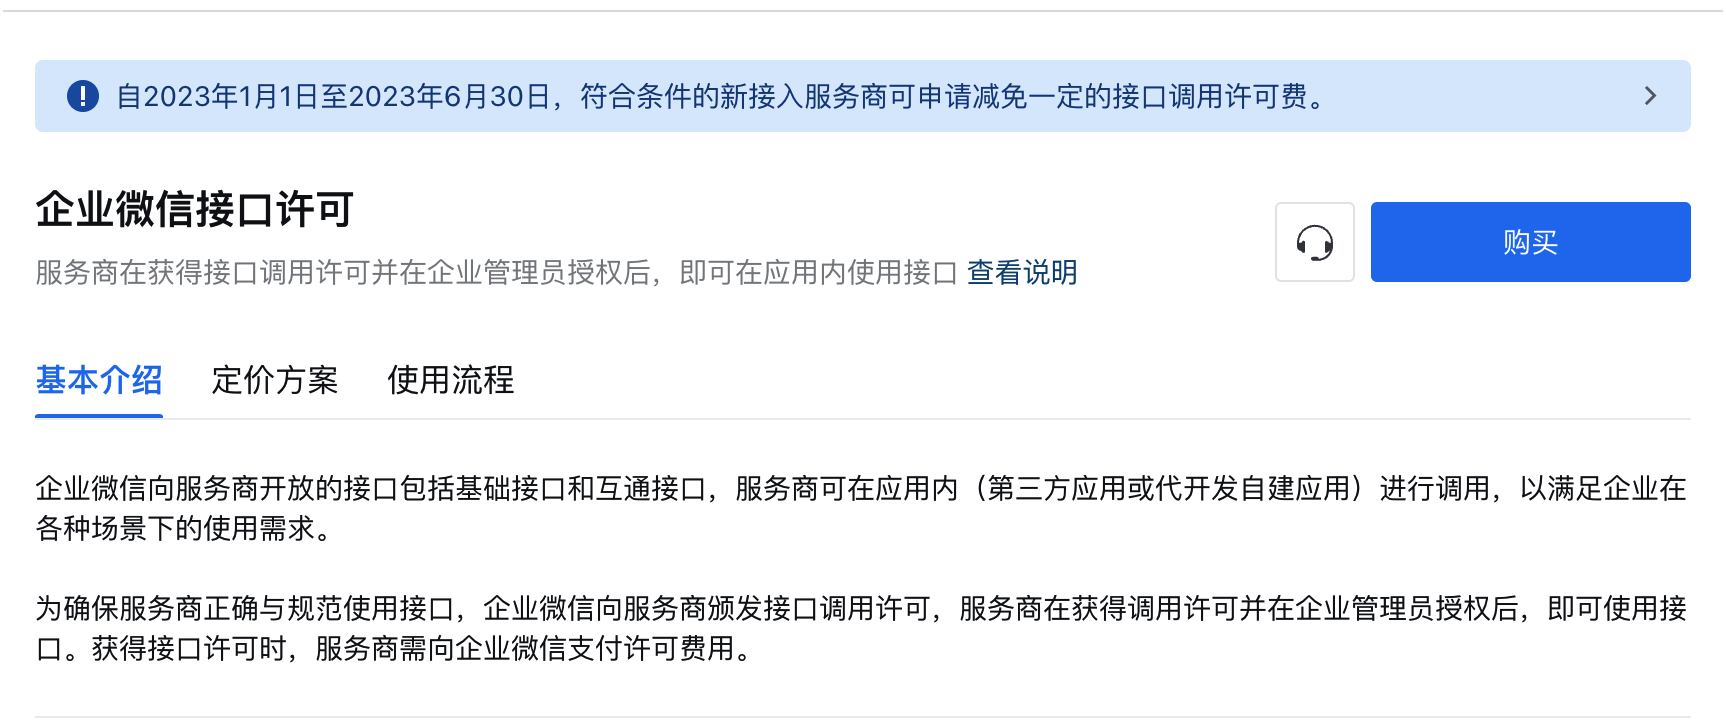 自2023年1月1日至2023年6月30日，符合条件的新接入服务商可申请减免一定的接口调用许可费。
企业微信接口许可
服务商在获得接口调用许可并在企业管理员授权后，即可在应用内使用接口 查看说明
购买
基本介绍 定价方案 使用流程
企业微信向服务商开放的接口包括基础接口和互通接口，服务商可在应用内（第三方应用或代开发自建应用）进行调用，以满足企业在
各种场景下的使用需求。
为确保服务商正确与规范使用接口，企业微信向服务商颁发接口调用许可，服务商在获得调用许可并在企业管理员授权后，即可使用接
口。获得接口许可时，服务商需向企业微信支付许可费用。